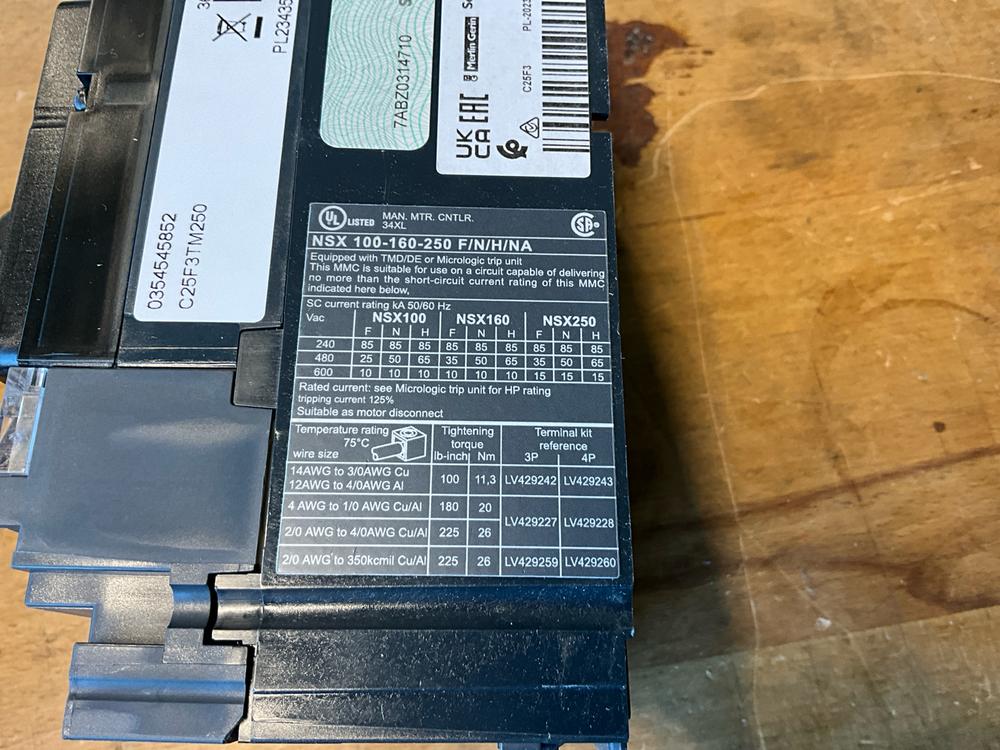 0354545852
C25F3TM250
PL23435
7ABZ0314710
UK
CA
EAC
Merlin Gerin
C25F3
PL-2023
UL LISTED
MAN. MTR. CNTLR.
34XL
NSX 100-160-250 F/N/H/NA
Equipped with TMD/DE or Micrologic trip unit
This MMC is suitable for use on a circuit capable of delivering
no more than the short-circuit current rating of this MMC
indicated here below.
SC current rating kA 50/60 Hz
Vac NSX100 NSX160 NSX250
F N H F N H F N H
240 85 85 85 85 85 85 85 85 85
480 25 50 65 35 50 65 35 50 65
600 10 10 10 10 10 10 15 15 15
Rated current: see Micrologic trip unit for HP rating
tripping current 125%
Suitable as motor disconnect
Temperature rating Tightening Terminal kit
75°C torque reference
wire size lb-inch Nm 3P 4P
14AWG to 3/0AWG Cu
12AWG to 4/0AWG Al 100 11,3 LV429242 LV429243
4 AWG to 1/0 AWG Cu/Al 180 20
LV429227 LV429228
2/0 AWG to 4/0AWG Cu/Al 225 26
2/0 AWG to 350kcmil Cu/Al 225 26 LV429259 LV429260